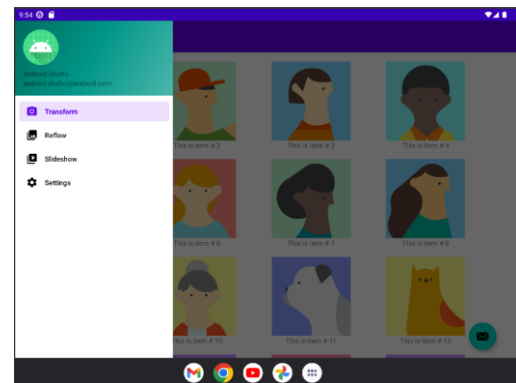 9:54
Android Studio
android.studio@android.com
Transform
Reflow
Slideshow
Settings
This is item # 2
This is item # 3
This is item # 4
This is item # 6
This is item # 7
This is item # 8
This is item # 10
This is item # 11
This is item # 12